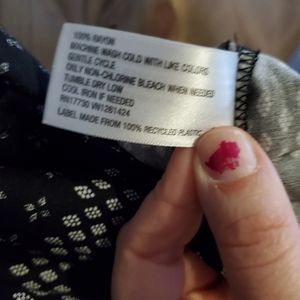 100% RAYON
MACHINE WASH COLD WITH LIKE COLORS
GENTLE CYCLE
ONLY NON-CHLORINE BLEACH WHEN NEEDED
TUMBLE DRY LOW
COOL IRON IF NEEDED
RN17730 VN1261424
LABEL MADE FROM 100% RECYCLED PLASTIC